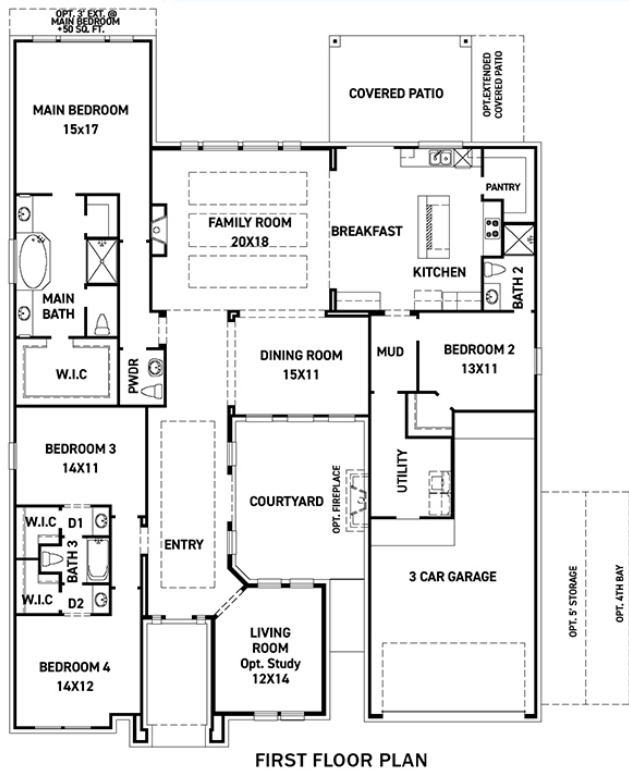 OPT. 3' EXT. @
MAIN BEDROOM
+50 SQ. FT.
MAIN BEDROOM
15x17
COVERED PATIO
OPT.EXTENDED
COVERED PATIO
FAMILY ROOM
20X18
BREAKFAST
KITCHEN
PANTRY
BATH 2
MAIN
BATH
W.I.C
PWDR
DINING ROOM
15X11
MUD
BEDROOM 2
13X11
BEDROOM 3
14X11
COURTYARD
OPT. FIREPLACE
UTILITY
W.I.C
D1
BATH 3
ENTRY
W.I.C
D2
3 CAR GARAGE
OPT. 5' STORAGE
OPT. 4TH BAY
BEDROOM 4
14X12
LIVING
ROOM
Opt. Study
12X14
FIRST FLOOR PLAN